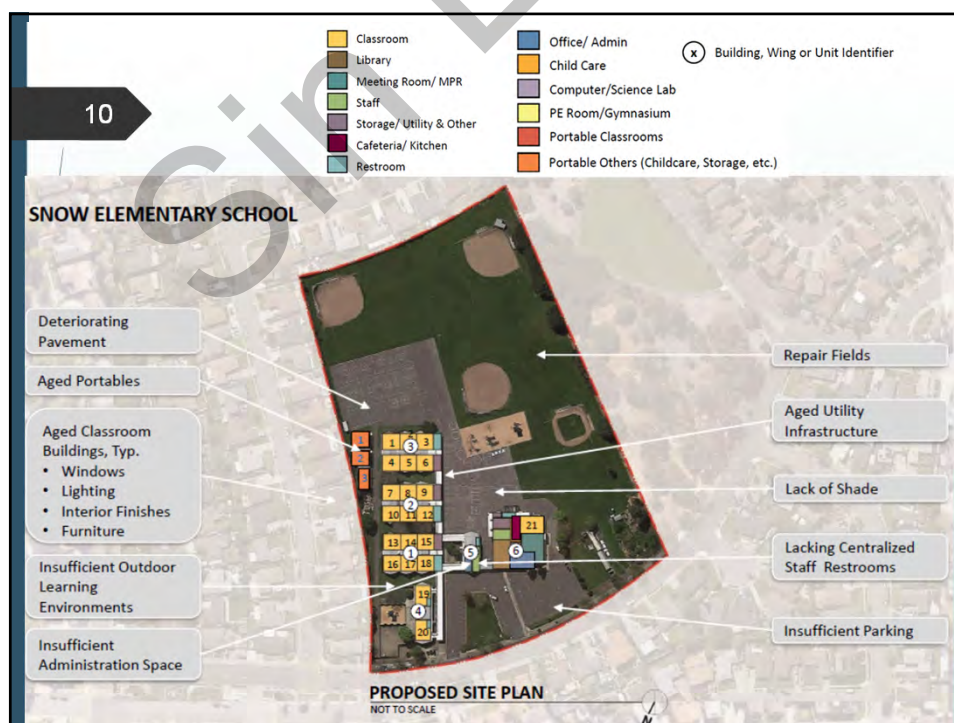 Sin
10
Classroom
Library
Meeting Room/ MPR
Staff
Storage/ Utility & Other
Cafeteria/ Kitchen
Restroom
Office/ Admin
Child Care
Computer/Science Lab
PE Room/Gymnasium
Portable Classrooms
Portable Others (Childcare, Storage, etc.)
x Building, Wing or Unit Identifier
SNOW ELEMENTARY SCHOOL
Deteriorating
Pavement
Aged Portables
Aged Classroom
Buildings, Typ.
• Windows
• Lighting
• Interior Finishes
• Furniture
Insufficient Outdoor
Learning
Environments
Insufficient
Administration Space
Repair Fields
Aged Utility
Infrastructure
Lack of Shade
Lacking Centralized
Staff Restrooms
Insufficient Parking
1
2
3
1 2 3
3
4 5 6
7 8 9
2
10 11 12
13 14 15
1
16 17 18
19
4
20
5
21
6
PROPOSED SITE PLAN
NOT TO SCALE
N